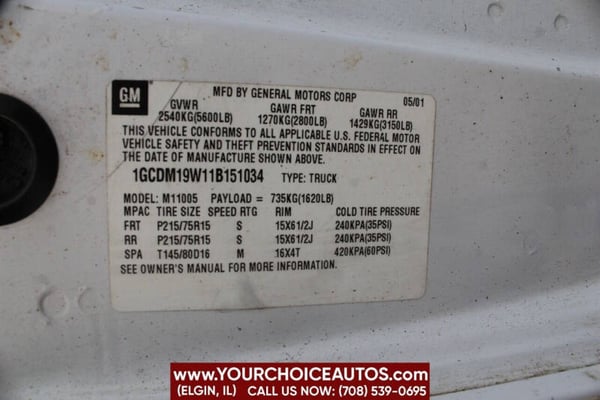 GM
MFD BY GENERAL MOTORS CORP 05/01
GVWR GAWR FRT GAWR RR
2540KG(5600LB) 1270KG(2800LB) 1429KG(3150LB)
THIS VEHICLE CONFORMS TO ALL APPLICABLE U.S. FEDERAL MOTOR
VEHICLE SAFETY AND THEFT PREVENTION STANDARDS IN EFFECT ON
THE DATE OF MANUFACTURE SHOWN ABOVE.
1GCDM19W11B151034 TYPE: TRUCK
MODEL: M11005 PAYLOAD = 735KG(1620LB)
MPAC TIRE SIZE SPEED RTG RIM COLD TIRE PRESSURE
FRT P215/75R15 S 15X61/2J 240KPA(35PSI)
RR P215/75R15 S 15X61/2J 240KPA(35PSI)
SPA T145/80D16 M 16X4T 420KPA(60PSI)
SEE OWNER'S MANUAL FOR MORE INFORMATION.
WWW.YOURCHOICEAUTOS.COM
(ELGIN, IL) CALL US NOW: (708) 539-0695